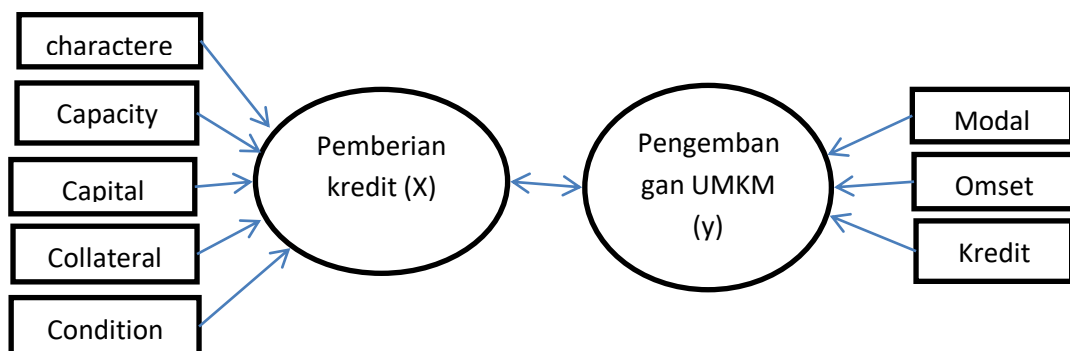 charactere
Capacity
Capital
Collateral
Condition
Pemberian
kredit (X)
Pengemban
gan UMKM
(y)
Modal
Omset
Kredit